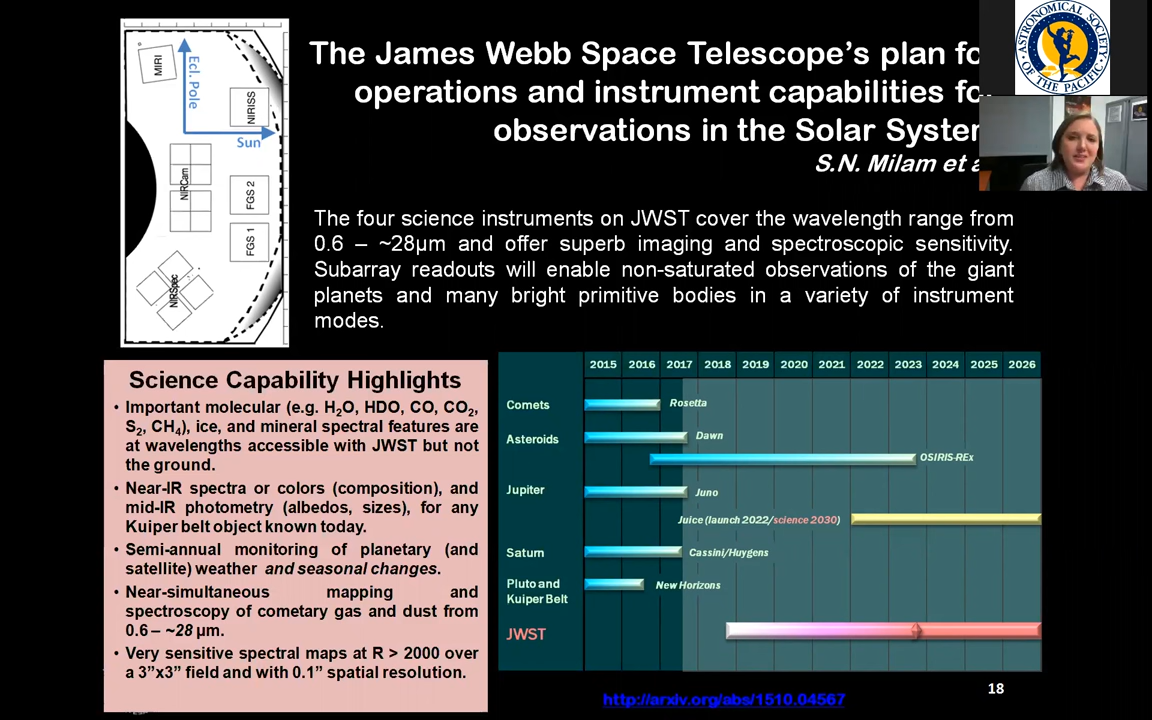 The James Webb Space Telescope’s plan fo
operations and instrument capabilities fo
observations in the Solar System
S.N. Milam et a
ASTRONOMICAL SOCIETY
OF THE PACIFIC
MIRI
Ecl. Pole
NIRISS
Sun
NIRCam
FGS 2
FGS 1
NIRSpec
The four science instruments on JWST cover the wavelength range from
0.6 – ~28µm and offer superb imaging and spectroscopic sensitivity.
Subarray readouts will enable non-saturated observations of the giant
planets and many bright primitive bodies in a variety of instrument
modes.
Science Capability Highlights
• Important molecular (e.g. H₂O, HDO, CO, CO₂,
S₂, CH₄), ice, and mineral spectral features are
at wavelengths accessible with JWST but not
the ground.
• Near-IR spectra or colors (composition), and
mid-IR photometry (albedos, sizes), for any
Kuiper belt object known today.
• Semi-annual monitoring of planetary (and
satellite) weather and seasonal changes.
• Near-simultaneous mapping and
spectroscopy of cometary gas and dust from
0.6 – ~28 µm.
• Very sensitive spectral maps at R > 2000 over
a 3”x3” field and with 0.1” spatial resolution.
2015 2016 2017 2018 2019 2020 2021 2022 2023 2024 2025 2026
Comets Rosetta
Asteroids Dawn
OSIRIS-REx
Jupiter Juno
Juice (launch 2022/science 2030)
Saturn Cassini/Huygens
Pluto and
Kuiper Belt New Horizons
JWST
http://arxiv.org/abs/1510.04567
18